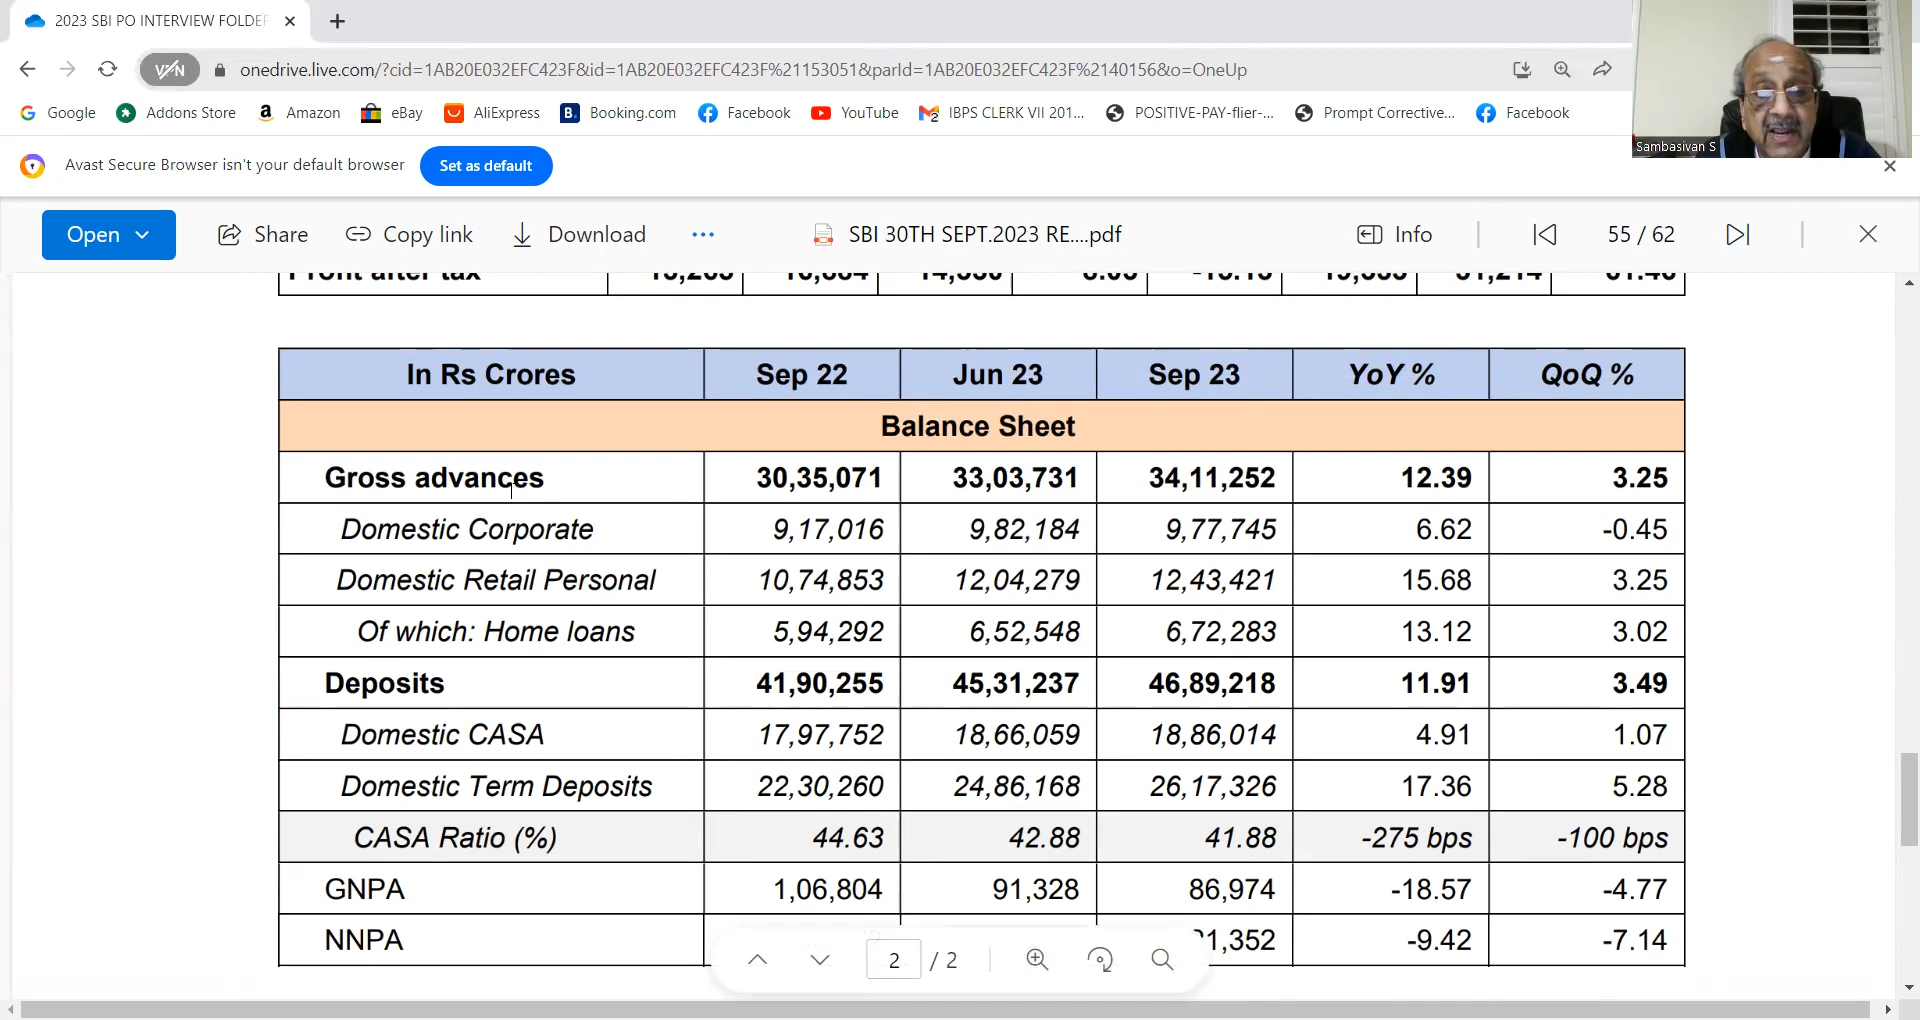 2023 SBI PO INTERVIEW FOLDER
VPN
onedrive.live.com/?cid=1AB20E032EFC423F&id=1AB20E032EFC423F%21153051&parId=1AB20E032EFC423F%2140156&o=OneUp
Google Addons Store Amazon eBay AliExpress Booking.com Facebook YouTube IBPS CLERK VII 201... POSITIVE-PAY-flier-... Prompt Corrective... Facebook
Sambasivan S
Avast Secure Browser isn't your default browser Set as default
Open Share Copy link Download ... SBI 30TH SEPT.2023 RE....pdf Info 55 / 62
Profit after tax
In Rs Crores Sep 22 Jun 23 Sep 23 YoY % QoQ %
Balance Sheet
Gross advances 30,35,071 33,03,731 34,11,252 12.39 3.25
Domestic Corporate 9,17,016 9,82,184 9,77,745 6.62 -0.45
Domestic Retail Personal 10,74,853 12,04,279 12,43,421 15.68 3.25
Of which: Home loans 5,94,292 6,52,548 6,72,283 13.12 3.02
Deposits 41,90,255 45,31,237 46,89,218 11.91 3.49
Domestic CASA 17,97,752 18,66,059 18,86,014 4.91 1.07
Domestic Term Deposits 22,30,260 24,86,168 26,17,326 17.36 5.28
CASA Ratio (%) 44.63 42.88 41.88 -275 bps -100 bps
GNPA 1,06,804 91,328 86,974 -18.57 -4.77
NNPA 1,352 -9.42 -7.14
2 / 2